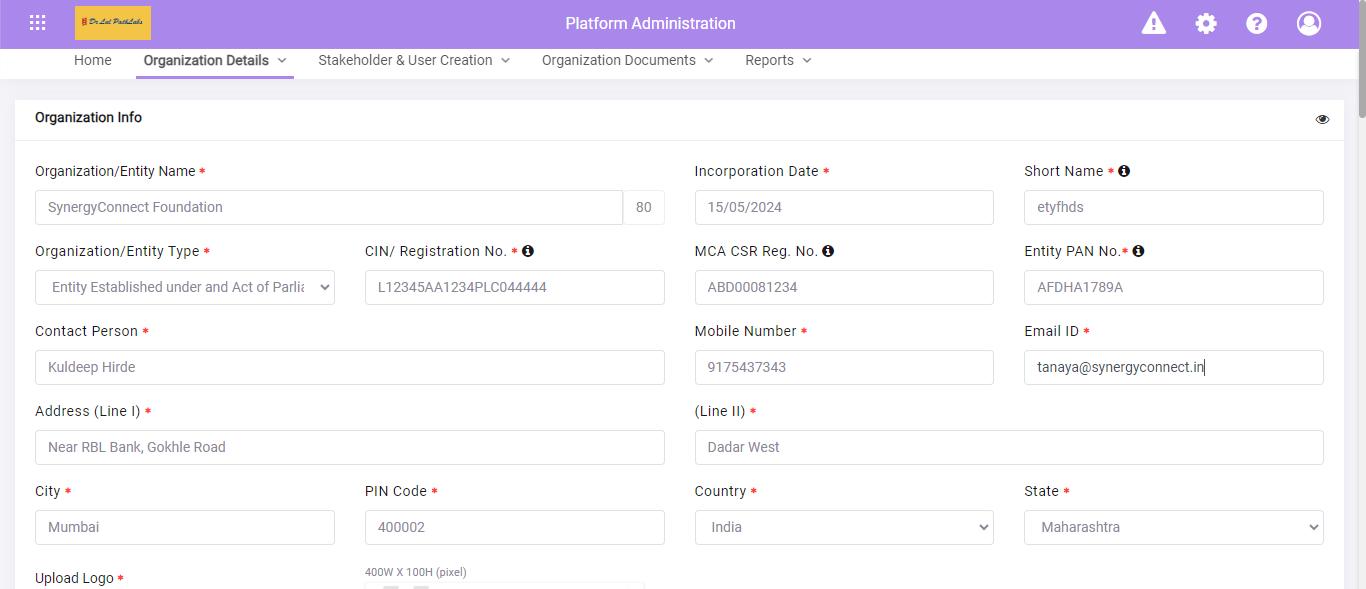 Dr Lal PathLabs
Platform Administration
Home
Organization Details
Stakeholder & User Creation
Organization Documents
Reports
Organization Info
Organization/Entity Name *
Incorporation Date *
Short Name *
SynergyConnect Foundation
80
15/05/2024
etyfhds
Organization/Entity Type *
CIN/ Registration No. *
MCA CSR Reg. No.
Entity PAN No.*
Entity Established under and Act of Parlia
L12345AA1234PLC044444
ABD00081234
AFDHA1789A
Contact Person *
Mobile Number *
Email ID *
Kuldeep Hirde
9175437343
tanaya@synergyconnect.in
Address (Line I) *
(Line II) *
Near RBL Bank, Gokhle Road
Dadar West
City *
PIN Code *
Country *
State *
Mumbai
400002
India
Maharashtra
Upload Logo *
400W X 100H (pixel)